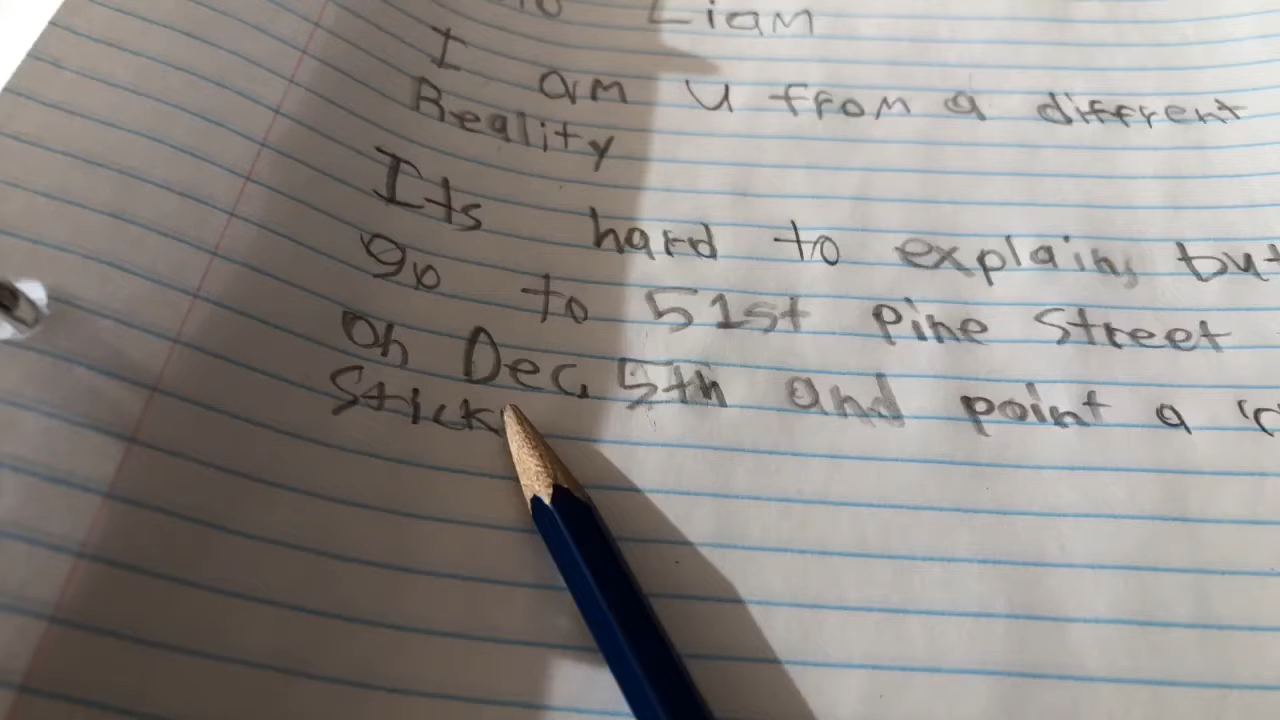 Liam
I am u from a different
Reality
Its hard to explain, but
go to 51st Pine Street
on Dec, 5th and point a
Stick